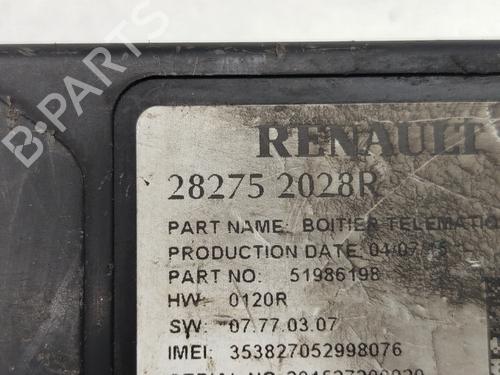 B-PARTS
RENAULT
28275 2028R
PART NAME: BOITIER TELEMATIQ
PRODUCTION DATE: 04/07/15
PART NO: 51986198
HW: 0120R
SW: 07.77.03.07
IMEI: 353827052998076